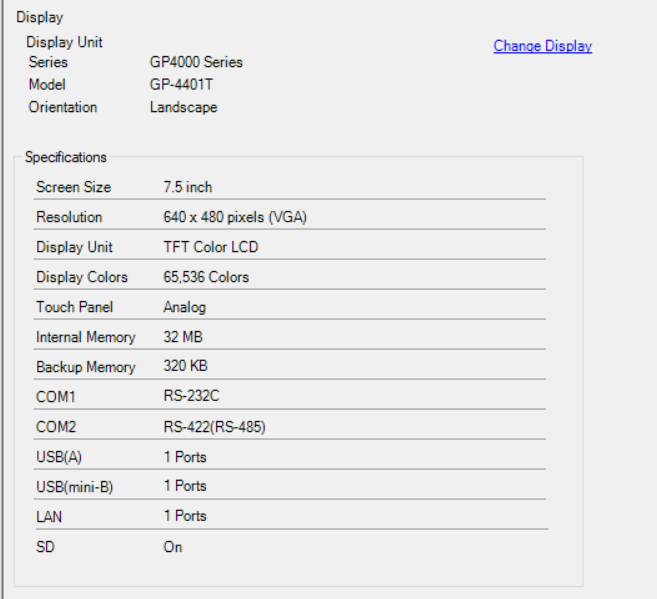 Display
Display Unit
Change Display
Series GP4000 Series
Model GP-4401T
Orientation Landscape
Specifications
Screen Size 7.5 inch
Resolution 640 x 480 pixels (VGA)
Display Unit TFT Color LCD
Display Colors 65,536 Colors
Touch Panel Analog
Internal Memory 32 MB
Backup Memory 320 KB
COM1 RS-232C
COM2 RS-422(RS-485)
USB(A) 1 Ports
USB(mini-B) 1 Ports
LAN 1 Ports
SD On